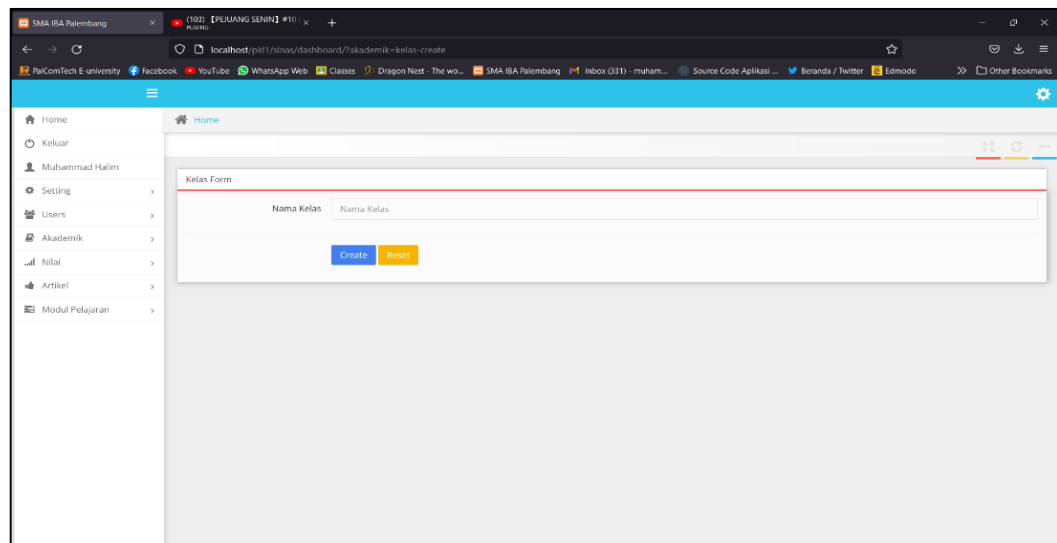 SMA IBA Palembang
(103) 【PEJUANG SENIN】 #10
PLAYING
localhost/pkl1/sinas/dashboard/?akademik=kelas-create
PalComTech E-university Facebook YouTube WhatsApp Web Classes Dragon Nest - The wo... SMA IBA Palembang Inbox (331) - muham... Source Code Aplikasi ... Beranda / Twitter Edmodo Other Bookmarks
Home
Home
Keluar
Muhammad Halim
Kelas Form
Setting
Nama Kelas Nama Kelas
Users
Akademik
Create Reset
Nilai
Artikel
Modul Pelajaran